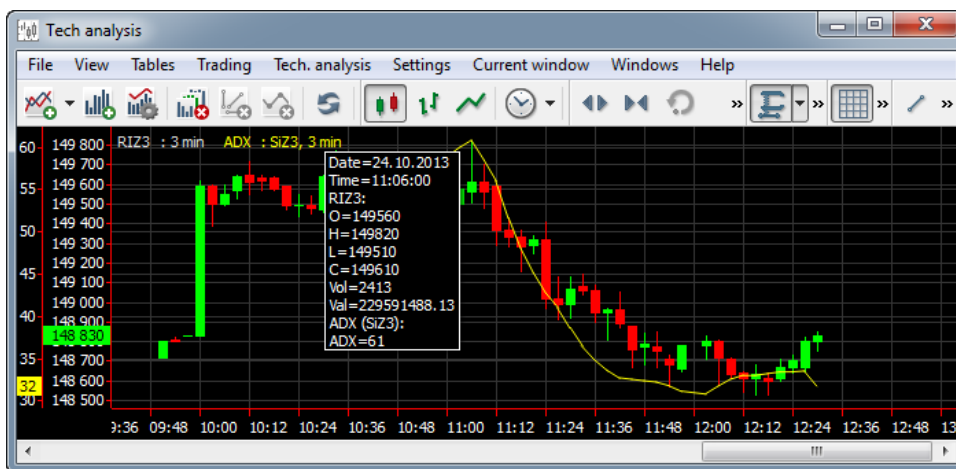 Tech analysis
File View Tables Trading Tech. analysis Settings Current window Windows Help
» » » »
RIZ3 : 3 min ADX : SiZ3, 3 min
Date=24.10.2013
Time=11:06:00
RIZ3:
O=149560
H=149820
L=149510
C=149610
Vol=2413
Val=229591488.13
ADX (SiZ3):
ADX=61
60
55
50
45
40
35
32
30
149 800
149 700
149 600
149 500
149 400
149 300
149 200
149 100
149 000
148 900
148 830
148 700
148 600
148 500
9:36 09:48 10:00 10:12 10:24 10:36 10:48 11:00 11:12 11:24 11:36 11:48 12:00 12:12 12:24 12:36 12:48 13